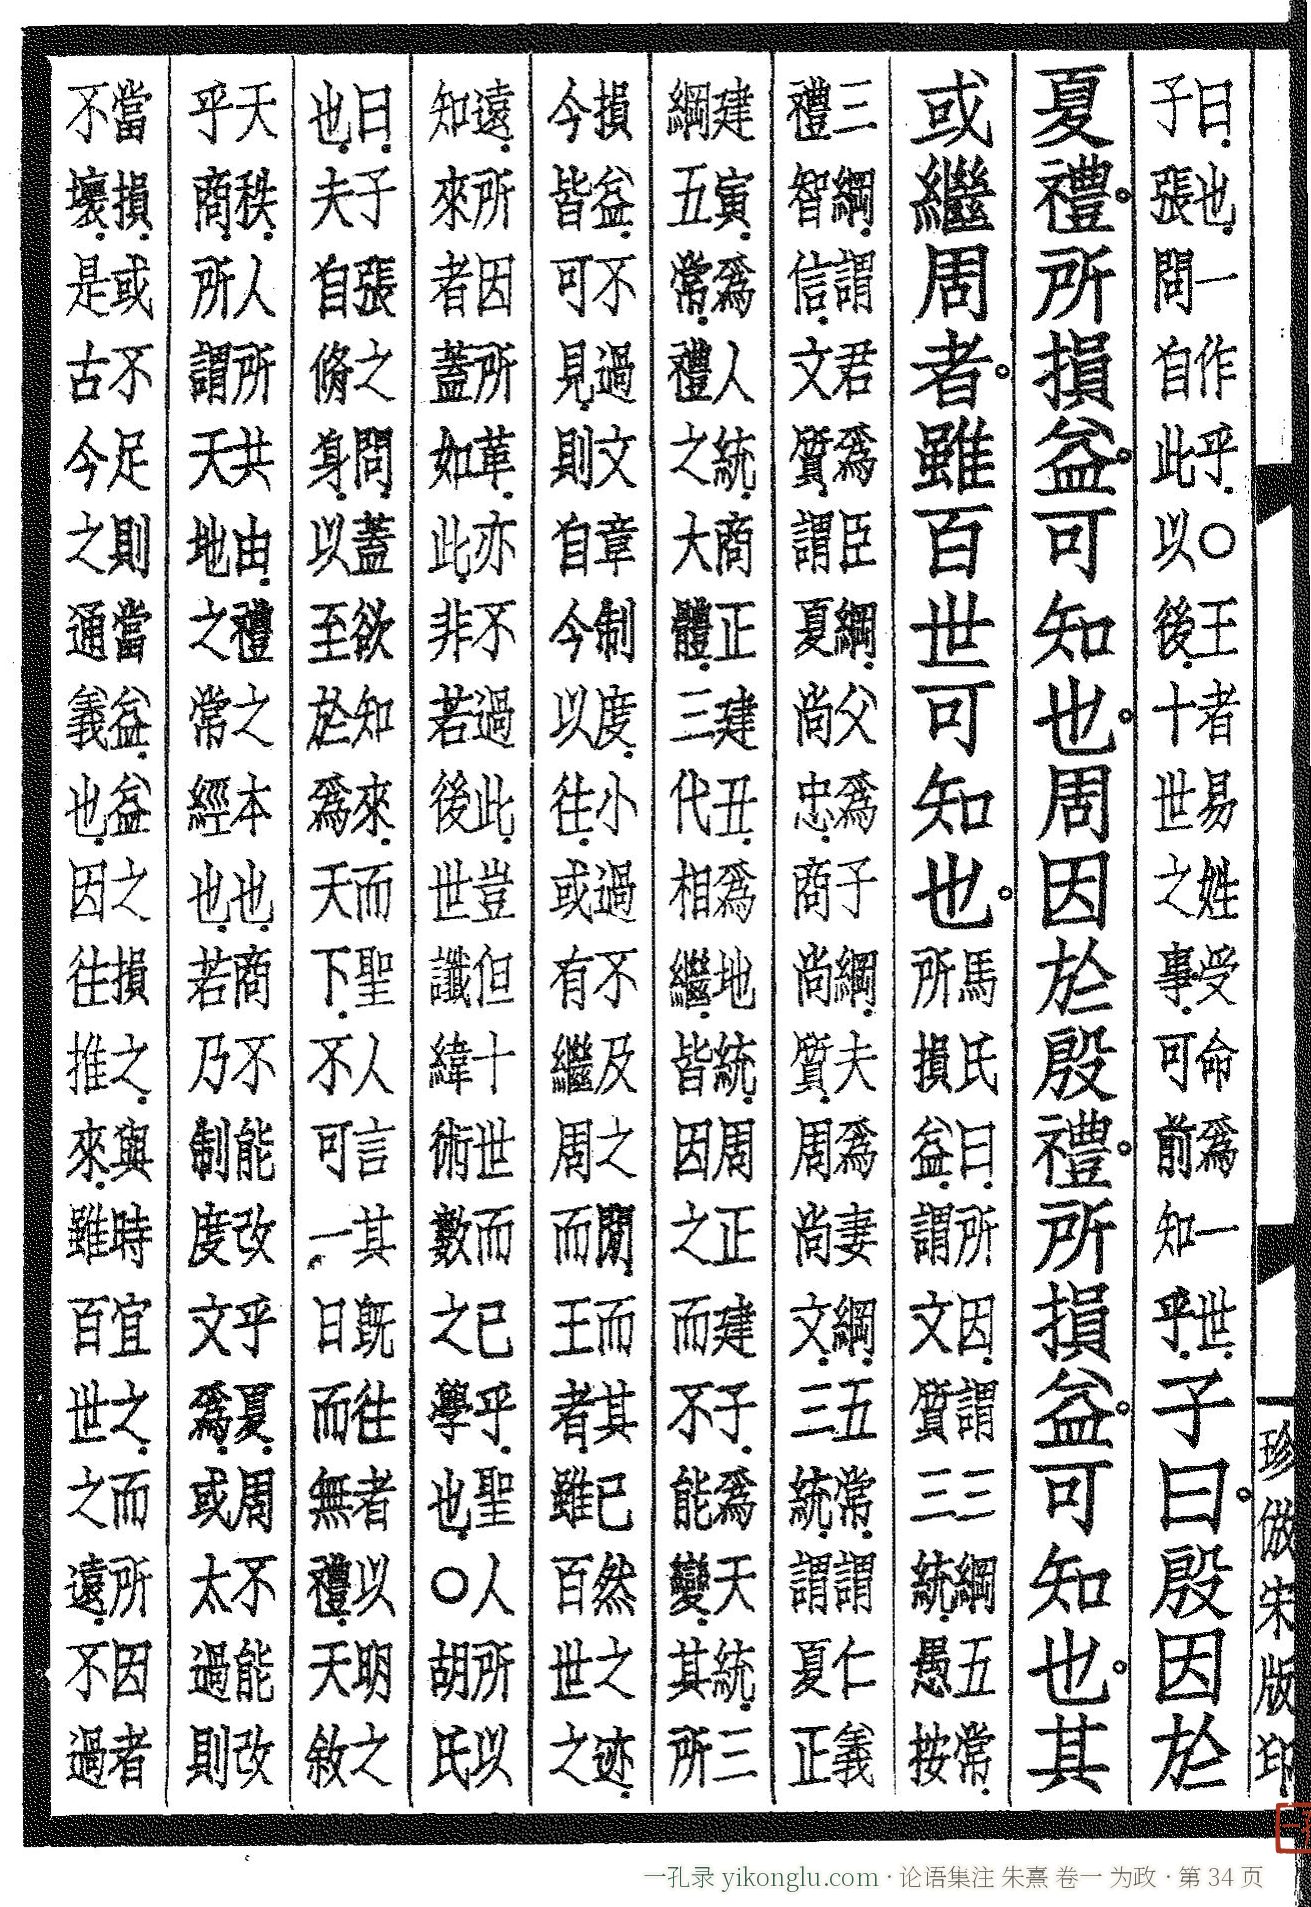 珍倣宋版印
曰.也.一作乎.○王者易姓受命爲一世.
子張問自此以後.十世之事.可前知乎.
子曰。殷因於
夏禮。所損益。可知也。周因於殷禮。所損益。可知也。其
或繼周者。雖百世可知也。
馬氏曰.所因.謂三綱五常.
所損益.謂文質三統.愚按
三綱.謂君爲臣綱.父爲子綱.夫爲妻綱.五常.謂仁義
禮智信.文質.謂夏尚忠.商尚質.周尚文.三統.謂夏正
建寅.爲人統.商正建丑.爲地統.周正建子.爲天統.三
綱五常.禮之大體.三代相繼.皆因之而不能變.其所
損益.不過文章制度.小過不及之閒.而其已然之迹.
今皆可見.則自今以往.或有繼周而王者.雖百世之
遠.所因所革.亦不過此.豈但十世而已乎.聖人所以
知來者蓋如此.非若後世讖緯術數之學也.○胡氏
曰.子張之問.蓋欲知來.而聖人言其旣往者以明之
也.夫自脩身.以至於爲天下.不可一日而無禮.天敘
天秩.人所共由.禮之本也.商不能改乎夏.周不能改
乎商.所謂天地之常經也.若乃制度文爲.或太過則
當損.或不足則當益.益之損之.與時宜之.而所因者
不壞.是古今之通義也.因往推來.雖百世之遠.不過
一孔录 yikonglu.com · 论语集注 朱熹 卷一 为政 · 第 34 页